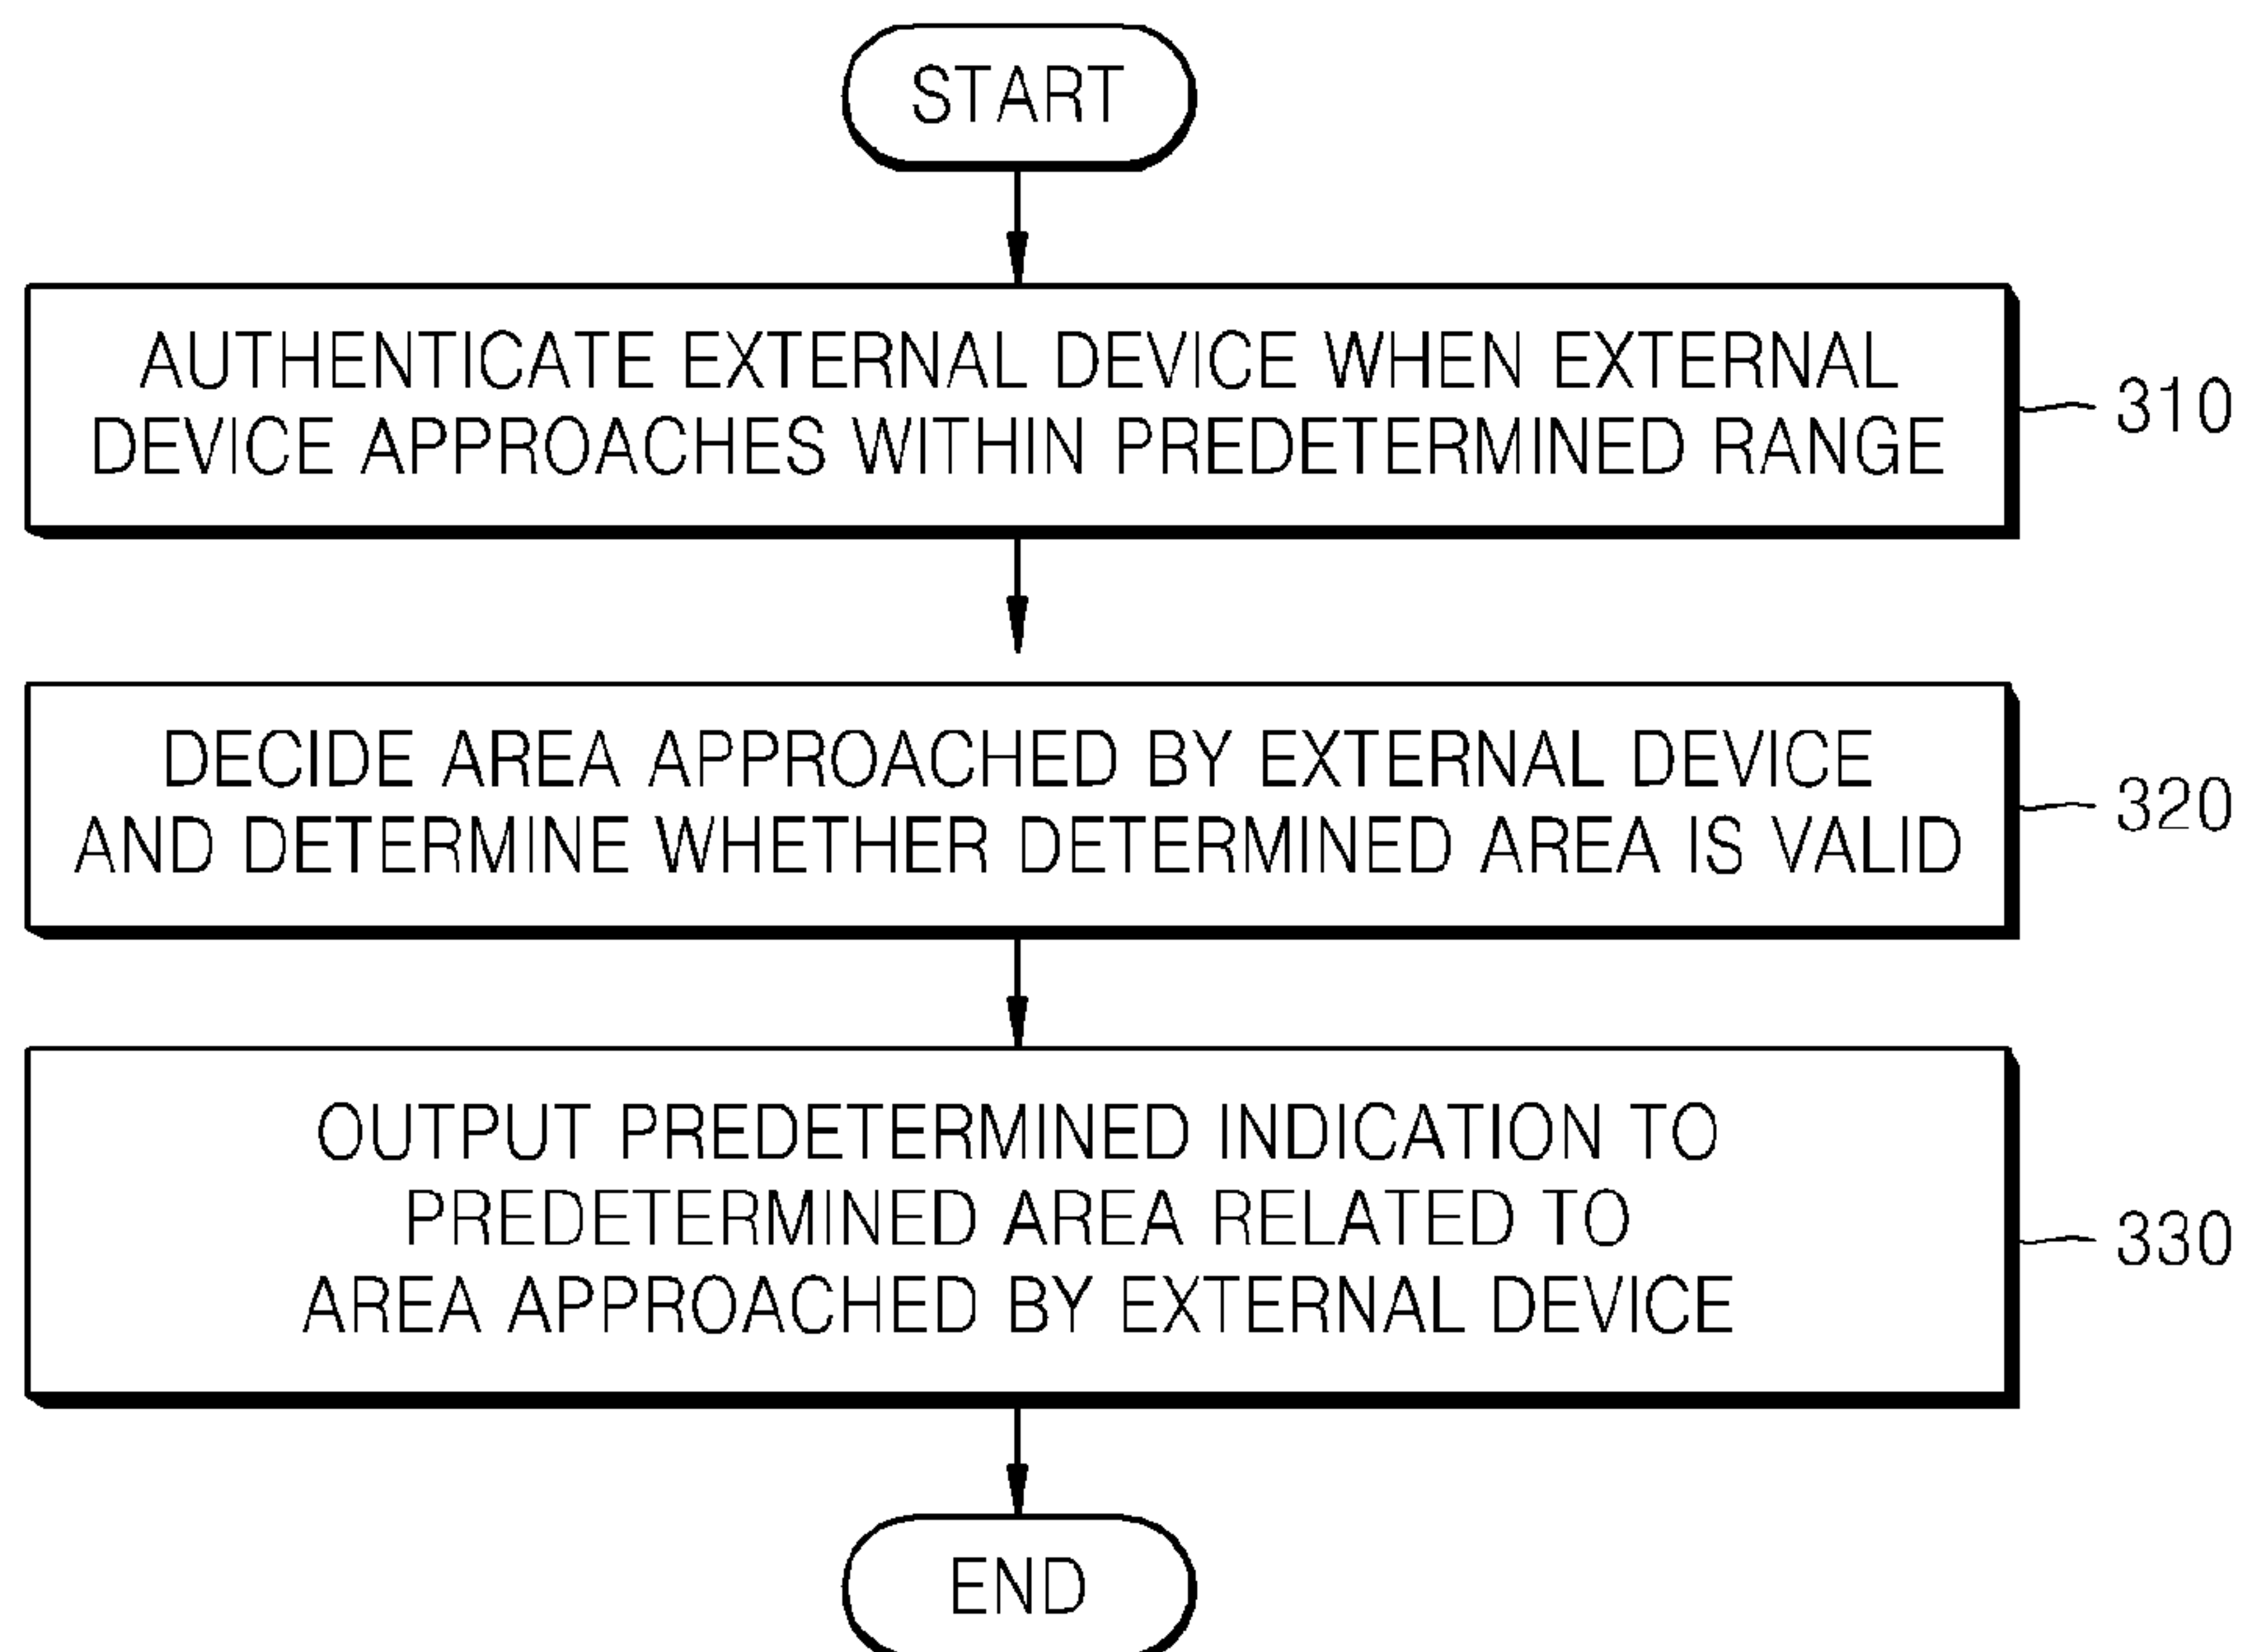 START
AUTHENTICATE EXTERNAL DEVICE WHEN EXTERNAL
DEVICE APPROACHES WITHIN PREDETERMINED RANGE
310
DECIDE AREA APPROACHED BY EXTERNAL DEVICE
AND DETERMINE WHETHER DETERMINED AREA IS VALID
320
OUTPUT PREDETERMINED INDICATION TO
PREDETERMINED AREA RELATED TO
AREA APPROACHED BY EXTERNAL DEVICE
330
END